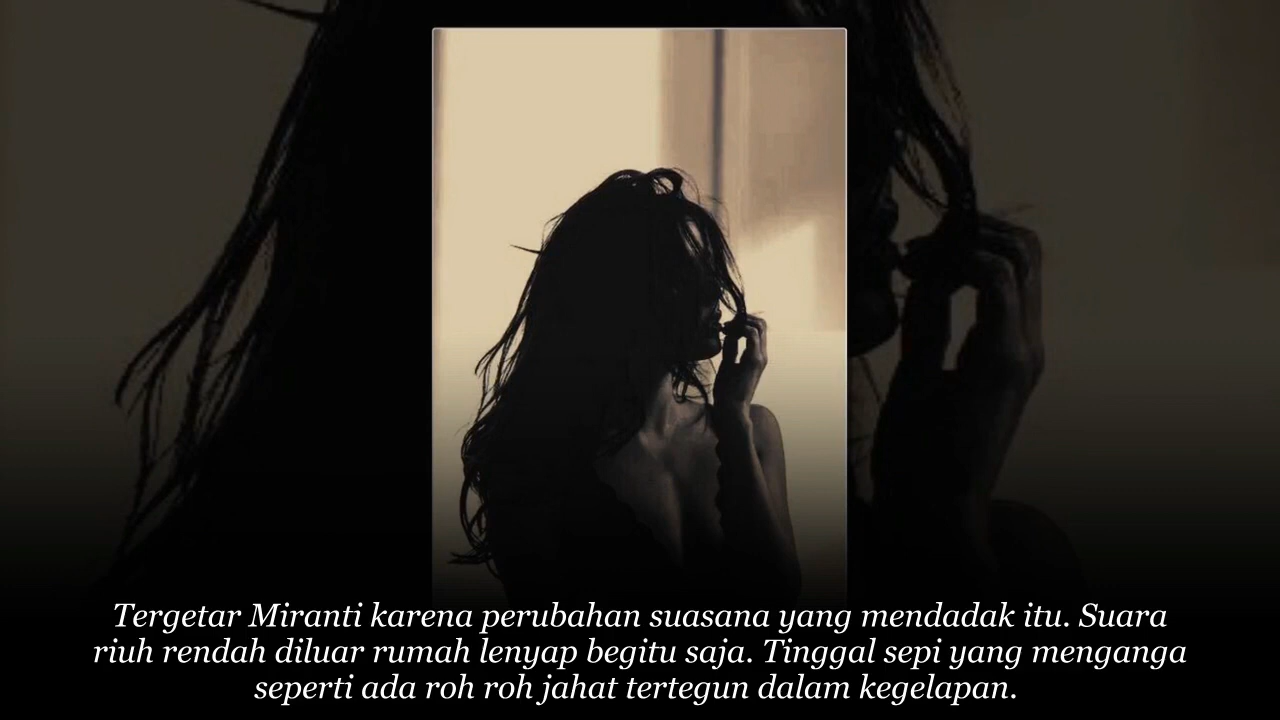 Tergetar Miranti karena perubahan suasana yang mendadak itu. Suara
riuh rendah diluar rumah lenyap begitu saja. Tinggal sepi yang menganga
seperti ada roh roh jahat tertegun dalam kegelapan.